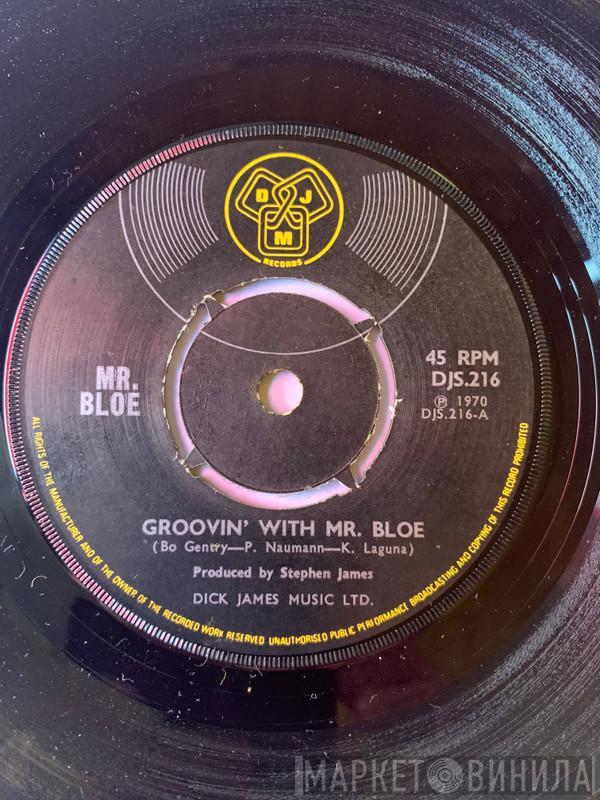 D J
M
RECORDS
MR.
BLOE
45 RPM
DJS.216
Ⓟ 1970
DJS.216-A
GROOVIN' WITH MR. BLOE
(Bo Gentry—P. Naumann—K. Laguna)
Produced by Stephen James
DICK JAMES MUSIC LTD.
ALL RIGHTS OF THE MANUFACTURER AND OF THE OWNER OF THE RECORDED WORK RESERVED UNAUTHORISED PUBLIC PERFORMANCE BROADCASTING AND COPYING OF THIS RECORD PROHIBITED
МАРКЕТ ВИНИЛА